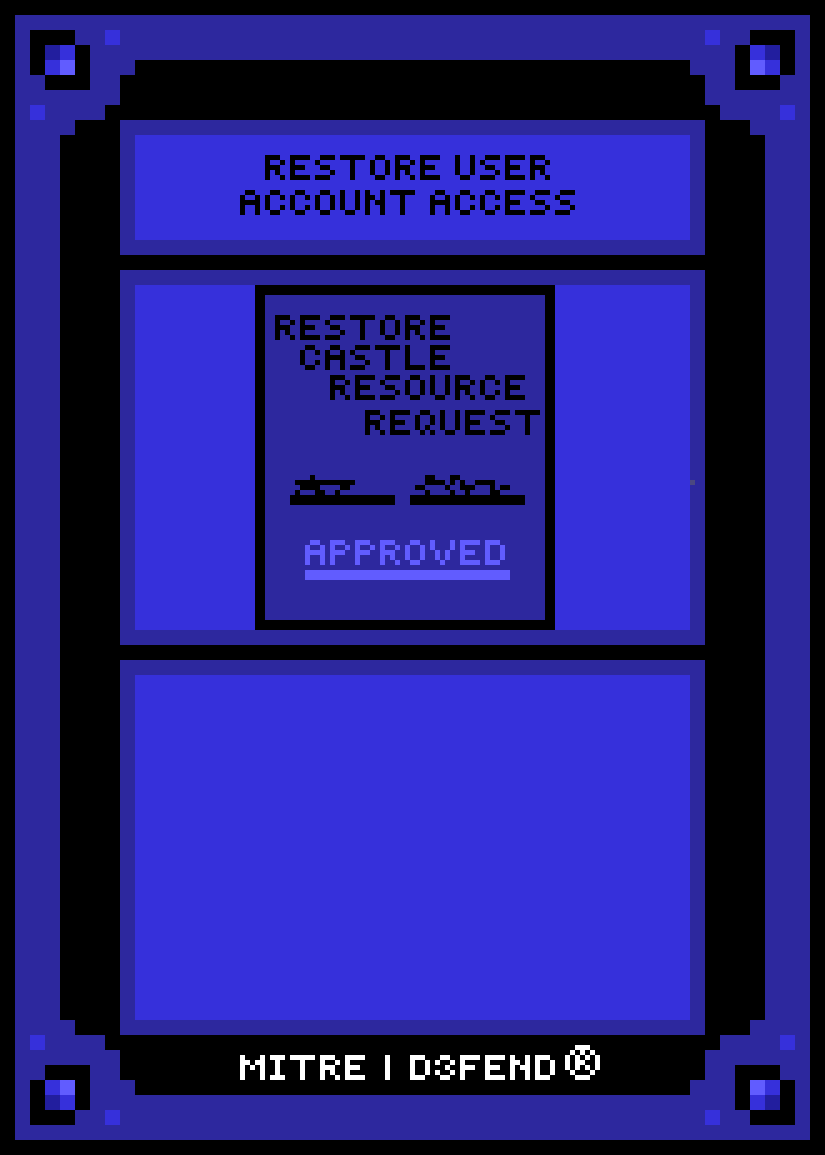 RESTORE USER
ACCOUNT ACCESS
RESTORE
CASTLE
RESOURCE
REQUEST
APPROVED
MITRE | D3FEND®